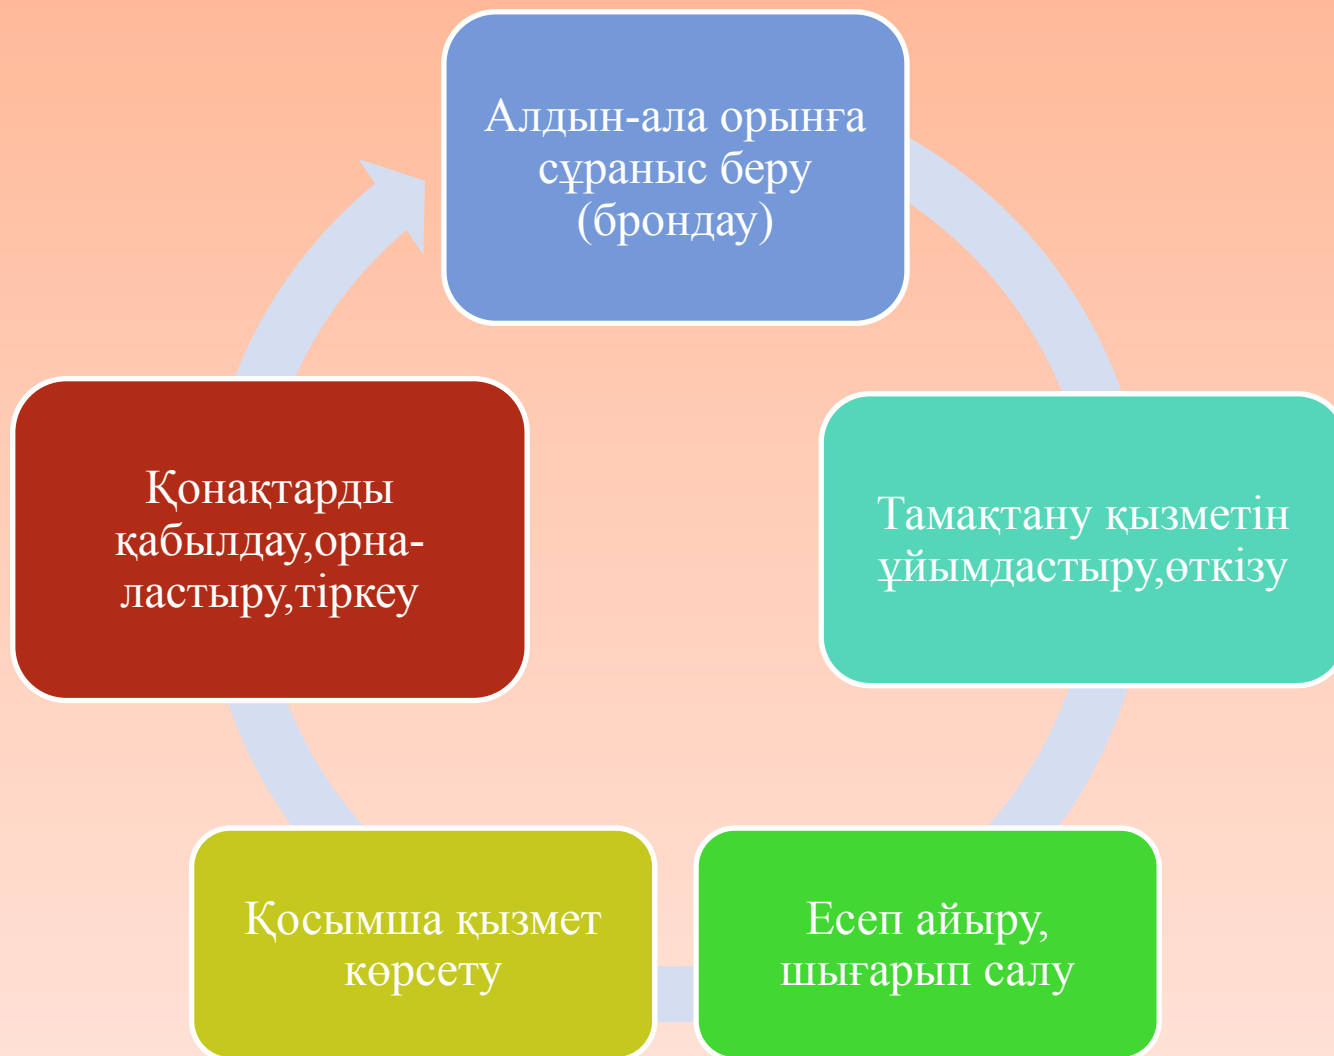 Алдын-ала орынға
сұраныс беру
(брондау)
Қонақтарды
қабылдау,орна-
ластыру,тіркеу
Тамақтану қызметін
ұйымдастыру,өткізу
Қосымша қызмет
көрсету
Есеп айыру,
шығарып салу